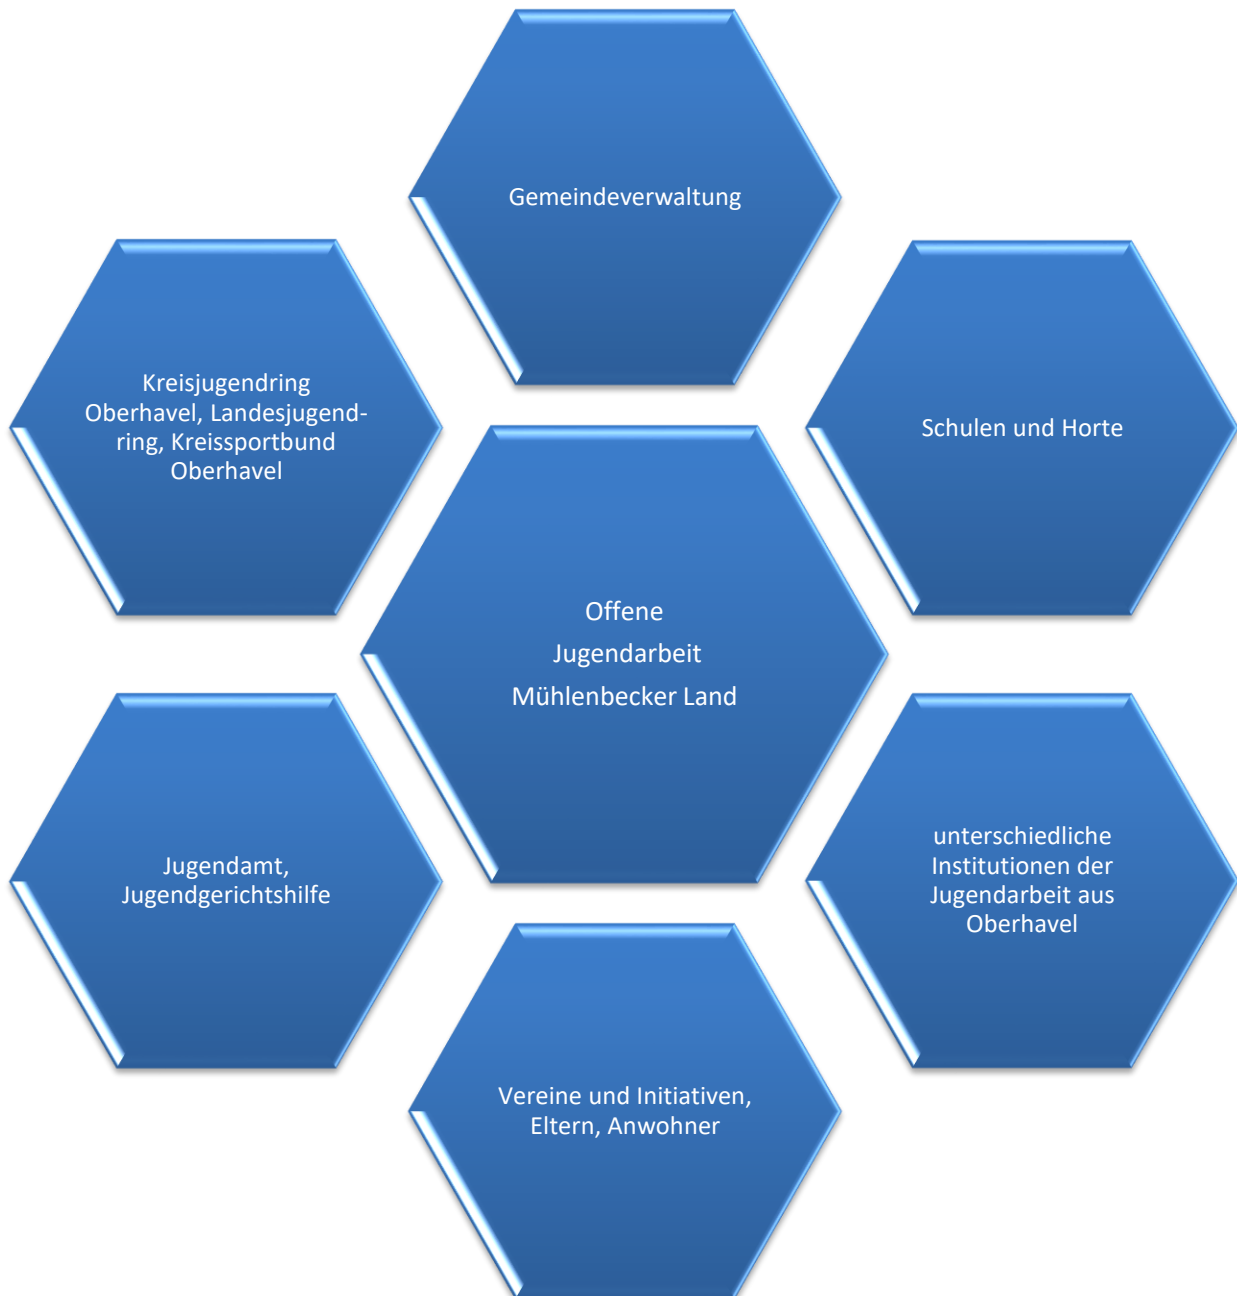 Gemeindeverwaltung
Kreisjugendring
Oberhavel, Landesjugend-
ring, Kreissportbund
Oberhavel
Schulen und Horte
Offene
Jugendarbeit
Mühlenbecker Land
Jugendamt,
Jugendgerichtshilfe
unterschiedliche
Institutionen der
Jugendarbeit aus
Oberhavel
Vereine und Initiativen,
Eltern, Anwohner